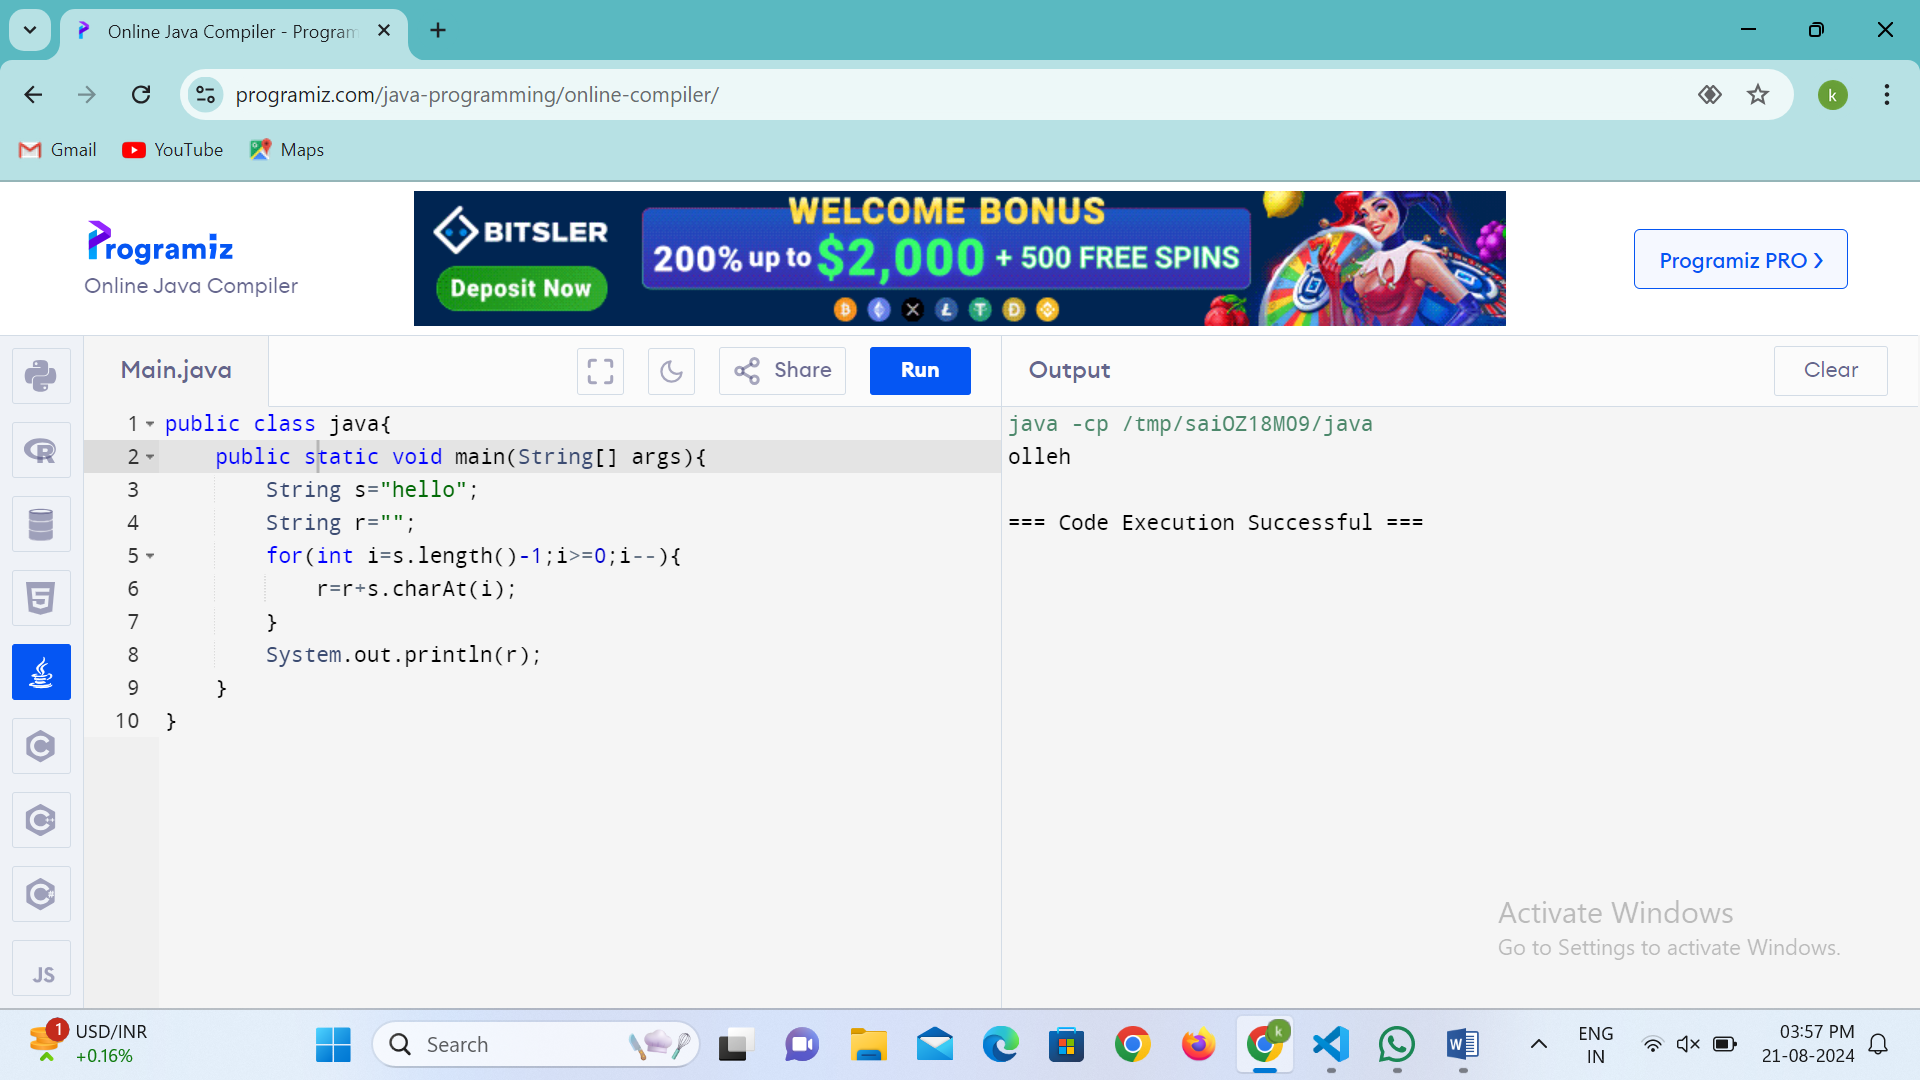 Online Java Compiler - Program
programiz.com/java-programming/online-compiler/
k
Gmail
YouTube
Maps
Programiz
Online Java Compiler
BITSLER
Deposit Now
WELCOME BONUS
200% up to $2,000 + 500 FREE SPINS
Programiz PRO
Main.java
Share
Run
Output
Clear
1 public class java{
2 public static void main(String[] args){
3 String s="hello";
4 String r="";
5 for(int i=s.length()-1;i>=0;i--){
6 r=r+s.charAt(i);
7 }
8 System.out.println(r);
9 }
10 }
java -cp /tmp/saiOZ18MO9/java
olleh
=== Code Execution Successful ===
R
5
C
C
C#
JS
Activate Windows
Go to Settings to activate Windows.
1
USD/INR
+0.16%
Search
k
W
ENG
IN
03:57 PM
21-08-2024